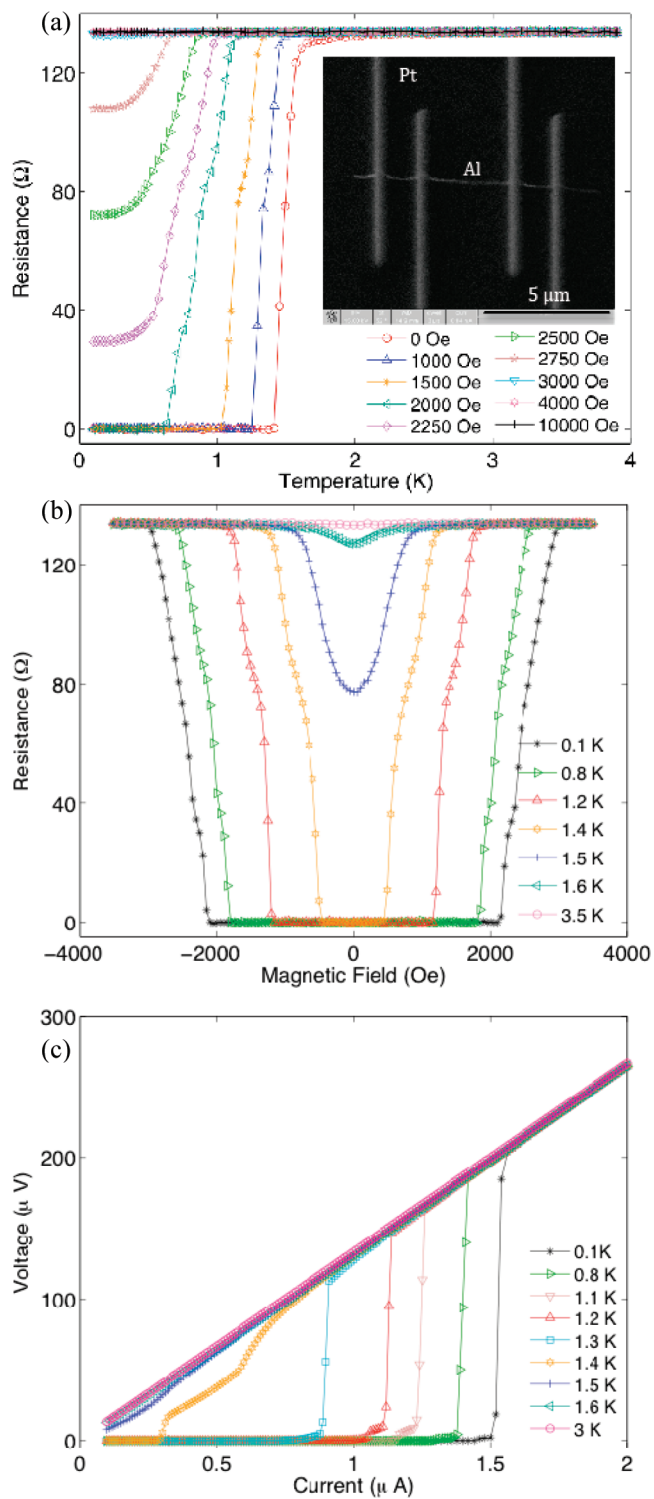 (a)
Resistance (Ω)
120
80
40
0
Pt
Al
5 μm
0 Oe
1000 Oe
1500 Oe
2000 Oe
2250 Oe
2500 Oe
2750 Oe
3000 Oe
4000 Oe
10000 Oe
0 1 2 3 4
Temperature (K)
(b)
Resistance (Ω)
120
80
40
0
0.1 K
0.8 K
1.2 K
1.4 K
1.5 K
1.6 K
3.5 K
−4000 −2000 0 2000 4000
Magnetic Field (Oe)
(c)
Voltage (μ V)
300
200
100
0
0.1K
0.8 K
1.1 K
1.2 K
1.3 K
1.4 K
1.5 K
1.6 K
3 K
0 0.5 1 1.5 2
Current (μ A)